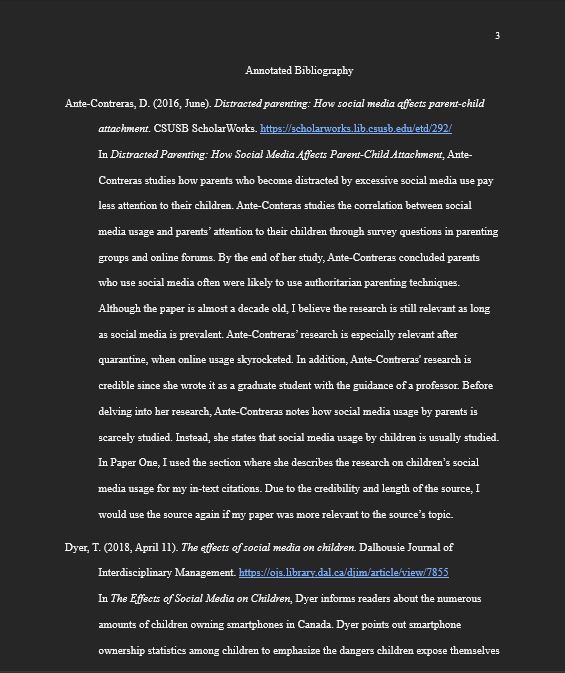 3
Annotated Bibliography
Ante-Contreras, D. (2016, June). Distracted parenting: How social media affects parent-child
attachment. CSUSB ScholarWorks. https://scholarworks.lib.csusb.edu/etd/292/
In Distracted Parenting: How Social Media Affects Parent-Child Attachment, Ante-
Contreras studies how parents who become distracted by excessive social media use pay
less attention to their children. Ante-Conteras studies the correlation between social
media usage and parents’ attention to their children through survey questions in parenting
groups and online forums. By the end of her study, Ante-Contreras concluded parents
who use social media often were likely to use authoritarian parenting techniques.
Although the paper is almost a decade old, I believe the research is still relevant as long
as social media is prevalent. Ante-Contreras’ research is especially relevant after
quarantine, when online usage skyrocketed. In addition, Ante-Contreras' research is
credible since she wrote it as a graduate student with the guidance of a professor. Before
delving into her research, Ante-Contreras notes how social media usage by parents is
scarcely studied. Instead, she states that social media usage by children is usually studied.
In Paper One, I used the section where she describes the research on children’s social
media usage for my in-text citations. Due to the credibility and length of the source, I
would use the source again if my paper was more relevant to the source’s topic.
Dyer, T. (2018, April 11). The effects of social media on children. Dalhousie Journal of
Interdisciplinary Management. https://ojs.library.dal.ca/djim/article/view/7855
In The Effects of Social Media on Children, Dyer informs readers about the numerous
amounts of children owning smartphones in Canada. Dyer points out smartphone
ownership statistics among children to emphasize the dangers children expose themselves